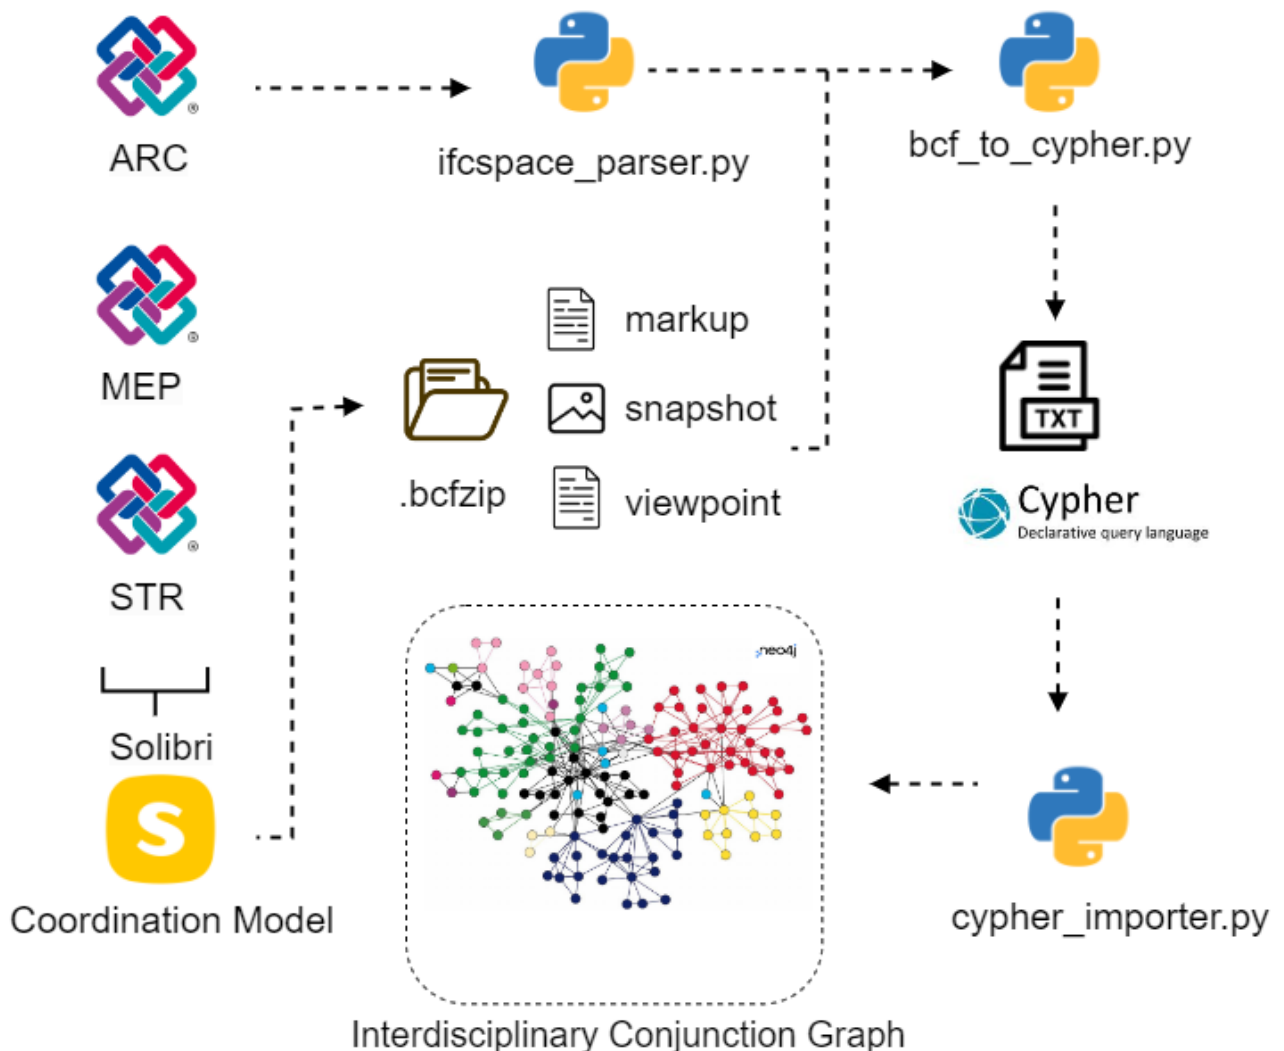 ARC
ifcspace_parser.py
bcf_to_cypher.py
MEP
markup
snapshot
.bcfzip
viewpoint
TXT
Cypher
Declarative query language
STR
Solibri
S
Coordination Model
neo4j
cypher_importer.py
Interdisciplinary Conjunction Graph